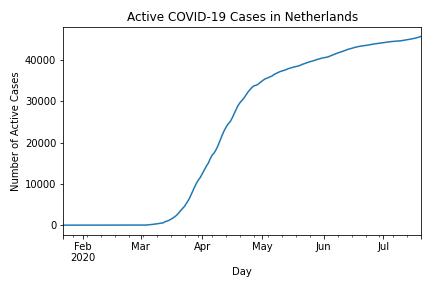 Active COVID-19 Cases in Netherlands
Number of Active Cases
40000
30000
20000
10000
0
Feb
2020
Mar
Apr
May
Jun
Jul
Day